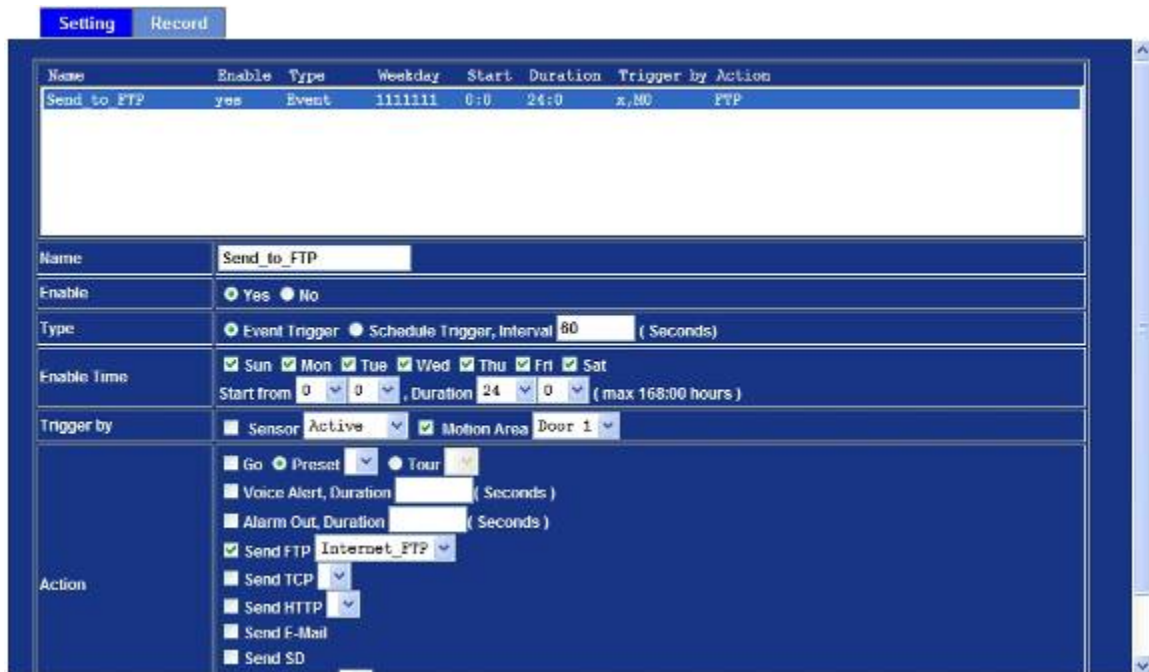 Setting Record
Name Enable Type Weekday Start Duration Trigger by Action
Send_to_FTP yes Event 1111111 0:0 24:0 x,M0 FTP
Name Send_to_FTP
Enable Yes No
Type Event Trigger Schedule Trigger, Interval 60 ( Seconds)
Enable Time
Sun Mon Tue Wed Thu Fri Sat
Start from 0 0 , Duration 24 0 ( max 168:00 hours )
Trigger by Sensor Active Motion Area Door 1
Action
Go Preset Tour
Voice Alert, Duration ( Seconds )
Alarm Out, Duration ( Seconds )
Send FTP Internet_FTP
Send TCP
Send HTTP
Send E-Mail
Send SD